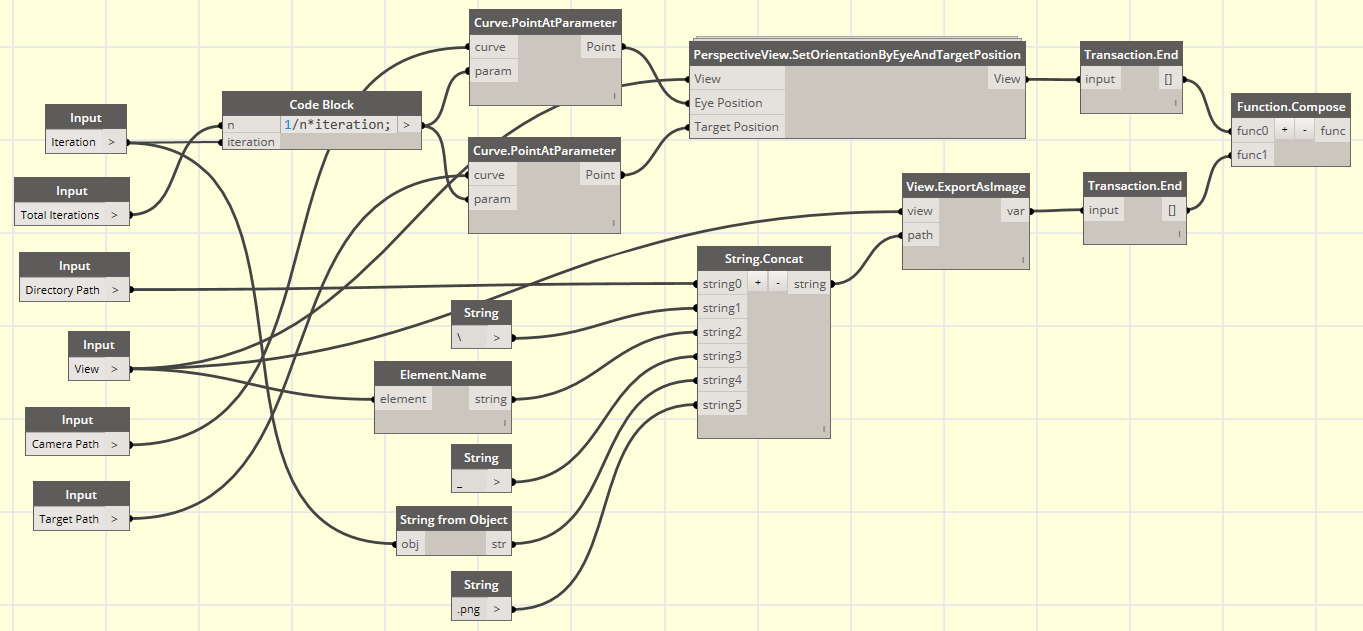 Input
Iteration >
Input
Total Iterations >
Input
Directory Path >
Input
View >
Input
Camera Path >
Input
Target Path >
Code Block
n 1/n*iteration; >
iteration
Curve.PointAtParameter
curve Point
param
l
Curve.PointAtParameter
curve Point
param
l
String
\ >
Element.Name
element string
l
String
_ >
String from Object
obj str
String
.png >
PerspectiveView.SetOrientationByEyeAndTargetPosition
View View
Eye Position
Target Position
String.Concat
string0 + - string
string1
string2
string3
string4
string5
l
View.ExportAsImage
view var
path
l
Transaction.End
input []
l
Transaction.End
input []
l
Function.Compose
func0 + - func
func1